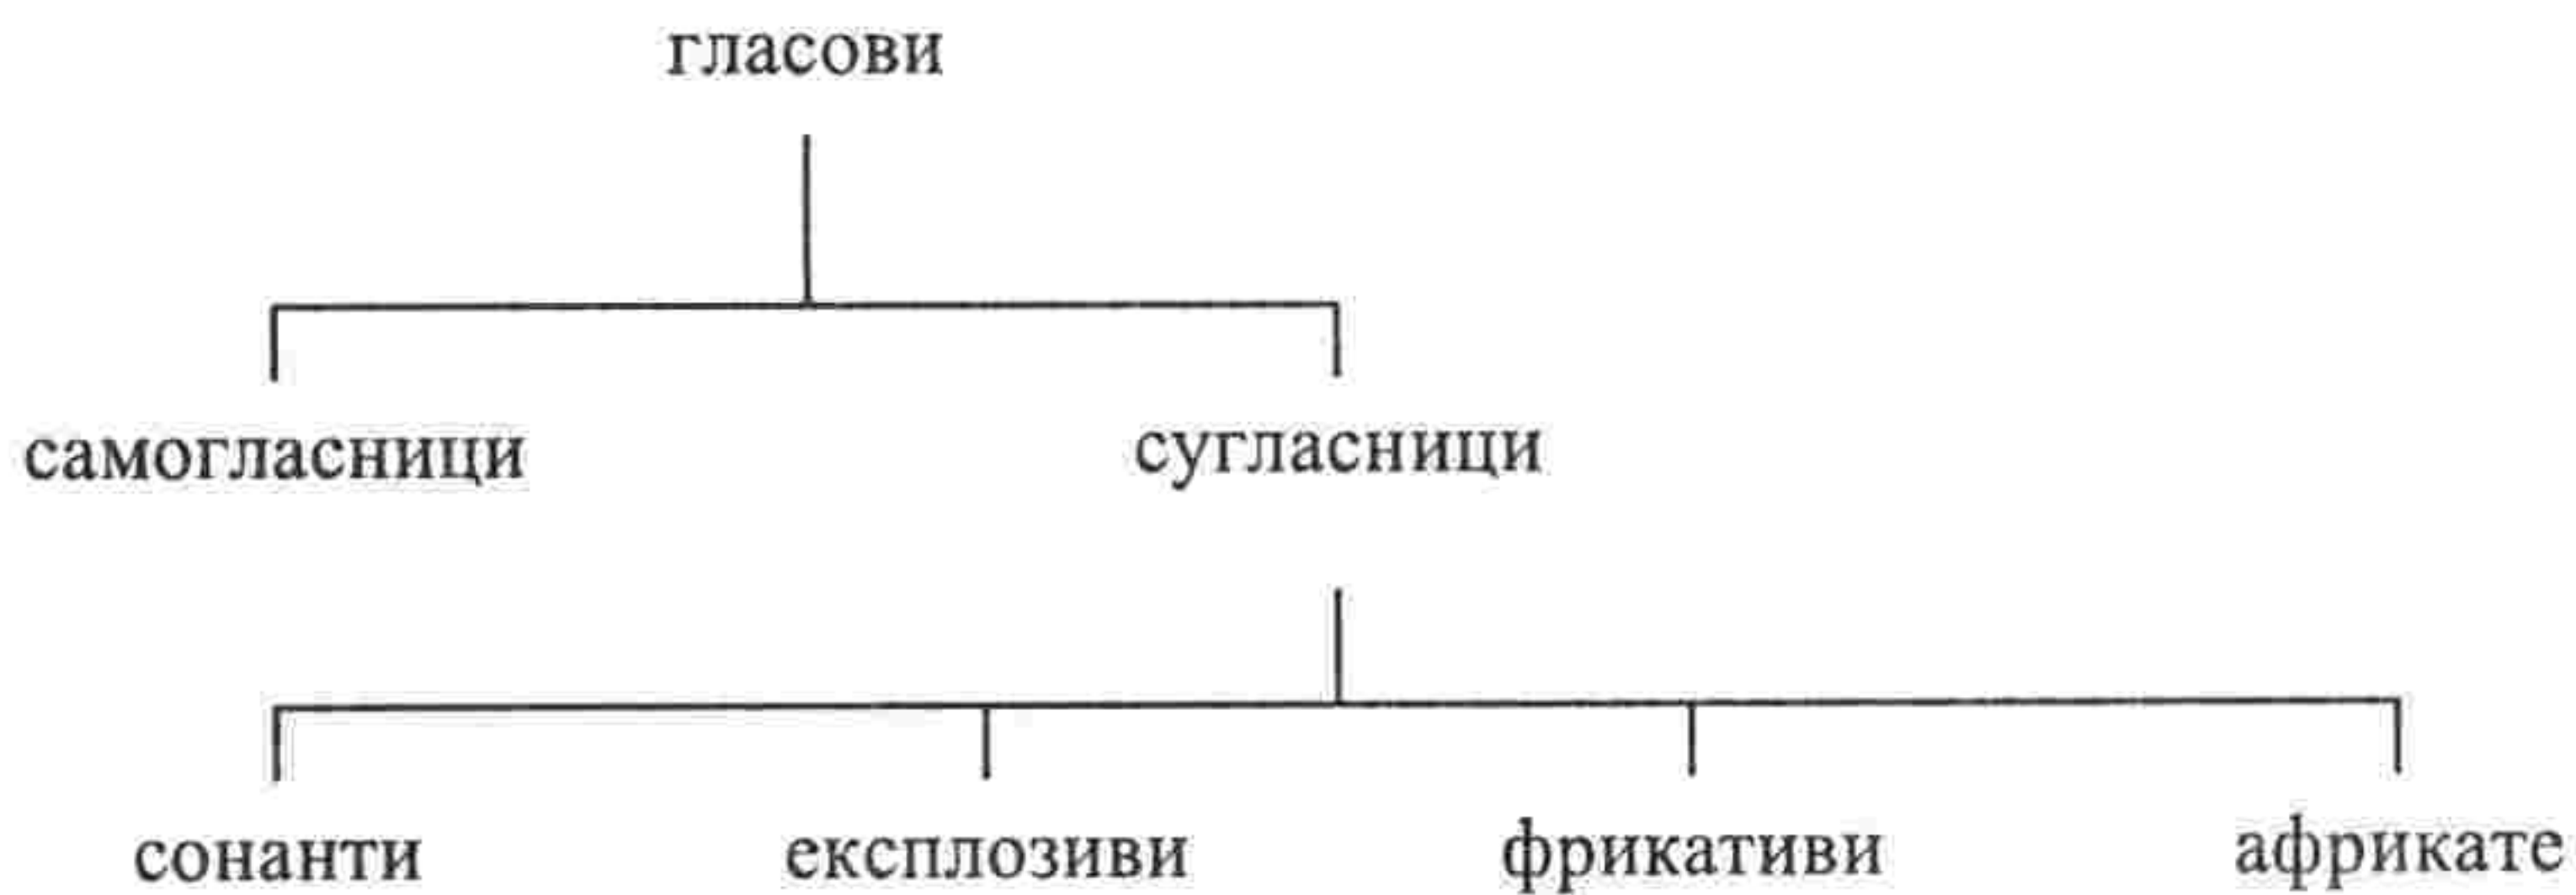 гласови
самогласници сугласници
сонанти експлозиви фрикативи африкате